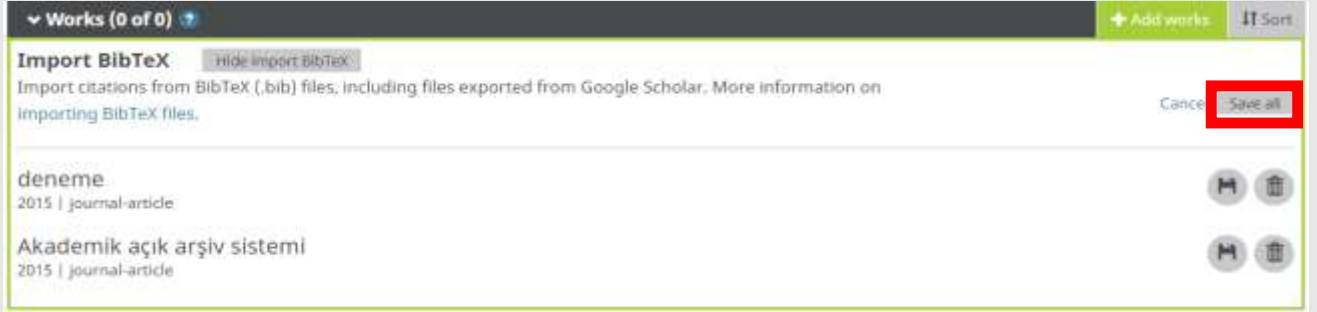 Works (0 of 0) ?
+ Add works
Sort
Import BibTeX
Hide import BibTeX
Import citations from BibTeX (.bib) files, including files exported from Google Scholar. More information on
importing BibTeX files.
Cance
Save all
deneme
2015 | journal-article
Akademik açık arşiv sistemi
2015 | journal-article